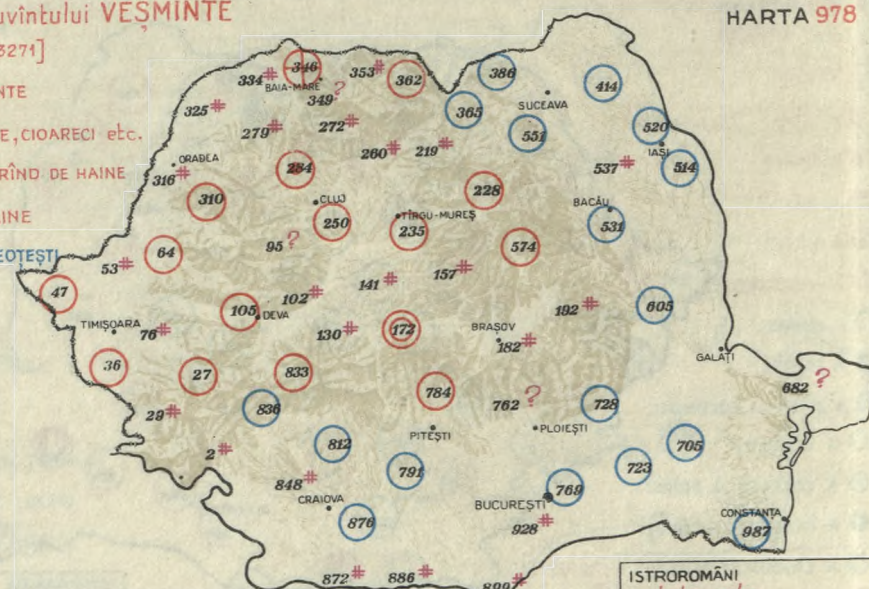 uvîntului VEȘMINTE
HARTA 978
3271]
NTE
E, CIOARECI etc.
RÎND DE HAINE
INE
EOTEȘTI
334 346 353 362 386 414
BAIA-MARE
349 ?
325
365
SUCEAVA
279 272
551 520
IAȘI
260 219
ORADEA
316
284
537 514
310
228
CLUJ
250
TÎRGU-MUREȘ
235
BACĂU
531
95 ?
574
64
53
157
141
47
102
105
DEVA
192 605
TIMIȘOARA
76
130 172
BRAȘOV
182
GALAȚI
36 27 833
784
762 ?
682 ?
29
836
728
PITEȘTI
PLOIEȘTI
2
812
705
791
723
848
CRAIOVA
769
BUCUREȘTI
876
928
CONSTANȚA
987
872 886 899
ISTROROMÂNI